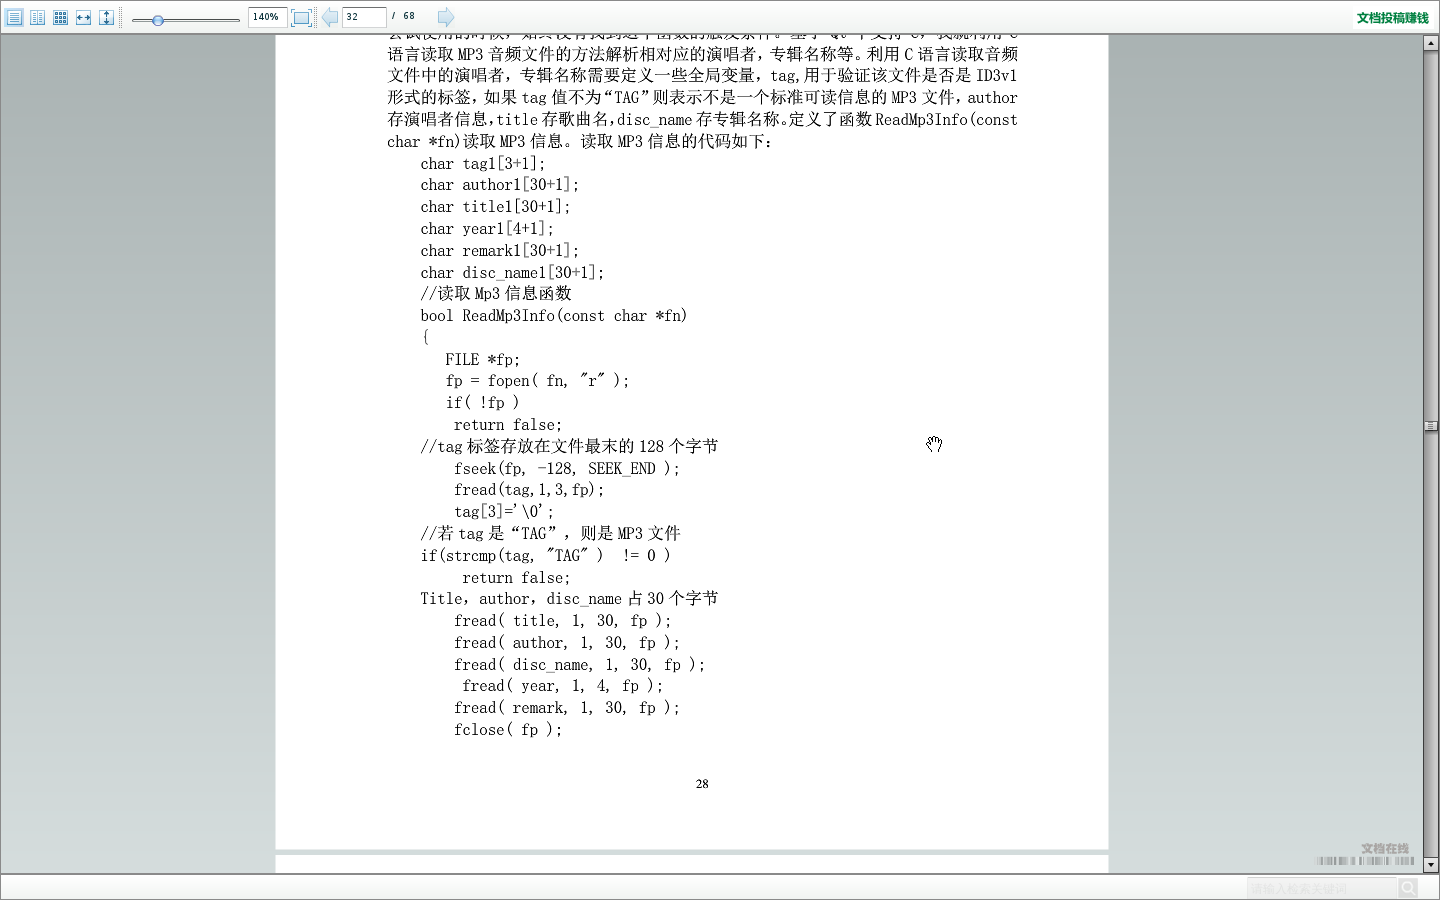 140%
32
/ 68
文档投稿赚钱
语言读取 MP3 音频文件的方法解析相对应的演唱者，专辑名称等。利用 C 语言读取音频
文件中的演唱者，专辑名称需要定义一些全局变量，tag,用于验证该文件是否是 ID3v1
形式的标签，如果 tag 值不为“TAG”则表示不是一个标准可读信息的 MP3 文件，author
存演唱者信息，title 存歌曲名，disc_name 存专辑名称。定义了函数 ReadMp3Info(const
char *fn)读取 MP3 信息。读取 MP3 信息的代码如下：
char tag1[3+1];
char author1[30+1];
char title1[30+1];
char year1[4+1];
char remark1[30+1];
char disc_name1[30+1];
//读取 Mp3 信息函数
bool ReadMp3Info(const char *fn)
{
FILE *fp;
fp = fopen( fn, "r" );
if( !fp )
return false;
//tag 标签存放在文件最末的 128 个字节
fseek(fp, -128, SEEK_END );
fread(tag,1,3,fp);
tag[3]='\0';
//若 tag 是“TAG”，则是 MP3 文件
if(strcmp(tag, "TAG" )  != 0 )
return false;
Title，author，disc_name 占 30 个字节
fread( title, 1, 30, fp );
fread( author, 1, 30, fp );
fread( disc_name, 1, 30, fp );
fread( year, 1, 4, fp );
fread( remark, 1, 30, fp );
fclose( fp );
28
文档在线
请输入检索关键词